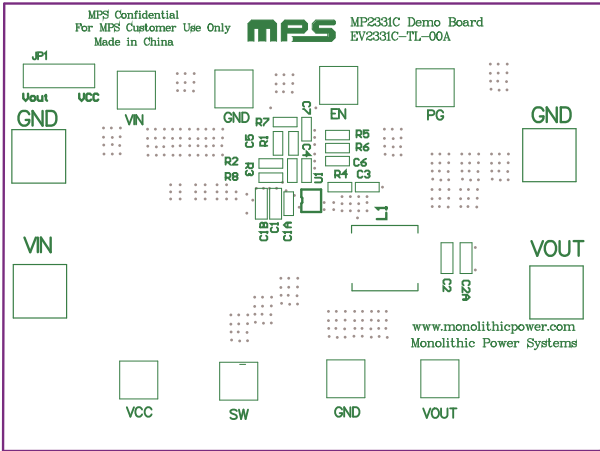 MPS Confidential
For MPS Customer Use Only
Made in China
MPS
MP2331C Demo Board
EV2331C-TL-00A
JP1
Vout
VCC
GND
VIN
GND
EN
PG
GND
C7
R7
C5
R1
C4
R5
R6
C6
R2
R3
R8
R4
C3
U1
C1B
C1
C1A
L1
VIN
VOUT
C2
C2A
www.monolithicpower.com
Monolithic Power Systems
VCC
SW
GND
VOUT